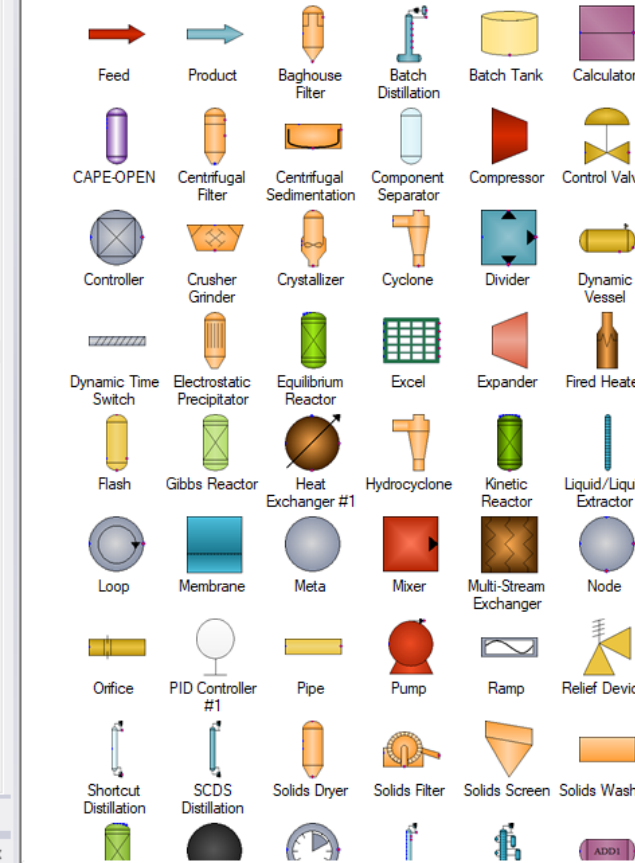 Feed Product Baghouse Batch Batch Tank Calculator
Filter Distillation
CAPE-OPEN Centrifugal Centrifugal Component Compressor Control Valv
Filter Sedimentation Separator
Controller Crusher Crystallizer Cyclone Divider Dynamic
Grinder Vessel
Dynamic Time Electrostatic Equilibrium Excel Expander Fired Heate
Switch Precipitator Reactor
Flash Gibbs Reactor Heat Hydrocyclone Kinetic Liquid/Liqu
Exchanger #1 Reactor Extractor
Loop Membrane Meta Mixer Multi-Stream Node
Exchanger
Orifice PID Controller Pipe Pump Ramp Relief Devic
#1
Shortcut SCDS Solids Dryer Solids Filter Solids Screen Solids Wash
Distillation Distillation
ADD1